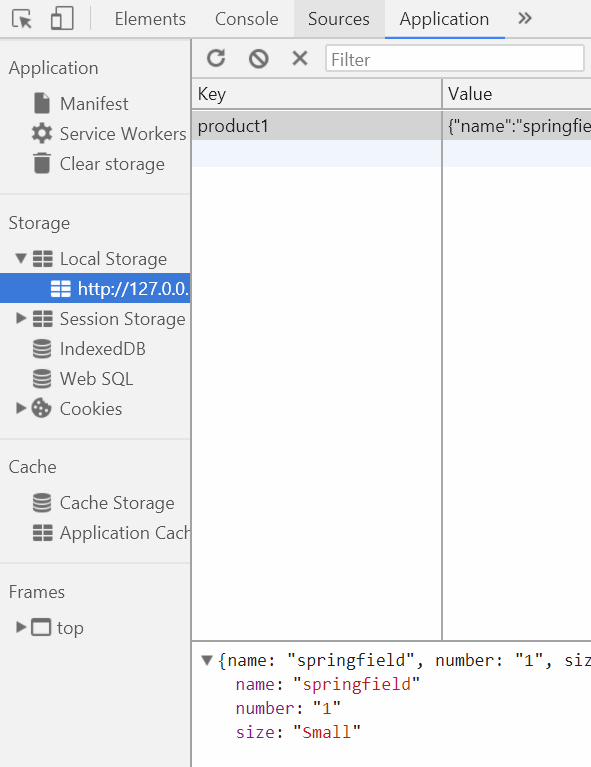 Elements Console Sources Application »
Application
Manifest
Service Workers
Clear storage
Storage
Local Storage
http://127.0.0.
Session Storage
IndexedDB
Web SQL
Cookies
Cache
Cache Storage
Application Cach
Frames
top
Filter
Key Value
product1 {"name":"springfie
{name: "springfield", number: "1", siz
name: "springfield"
number: "1"
size: "Small"